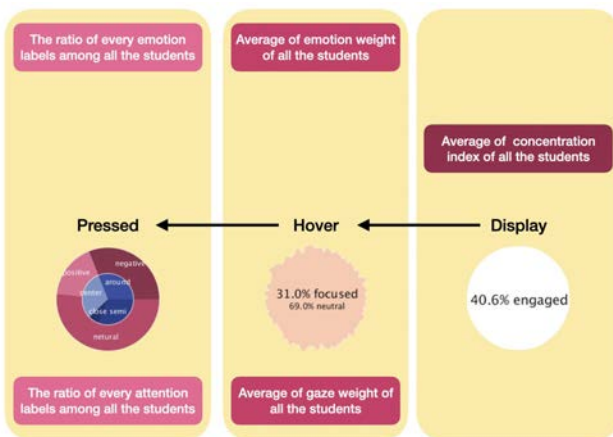 The ratio of every emotion
labels among all the students
Average of emotion weight
of all the students
Average of concentration
index of all the students
Pressed
Hover
Display
positive
negative
center
around
close semi
netural
31.0% focused
69.0% neutral
40.6% engaged
The ratio of every attention
labels among all the students
Average of gaze weight of
all the students